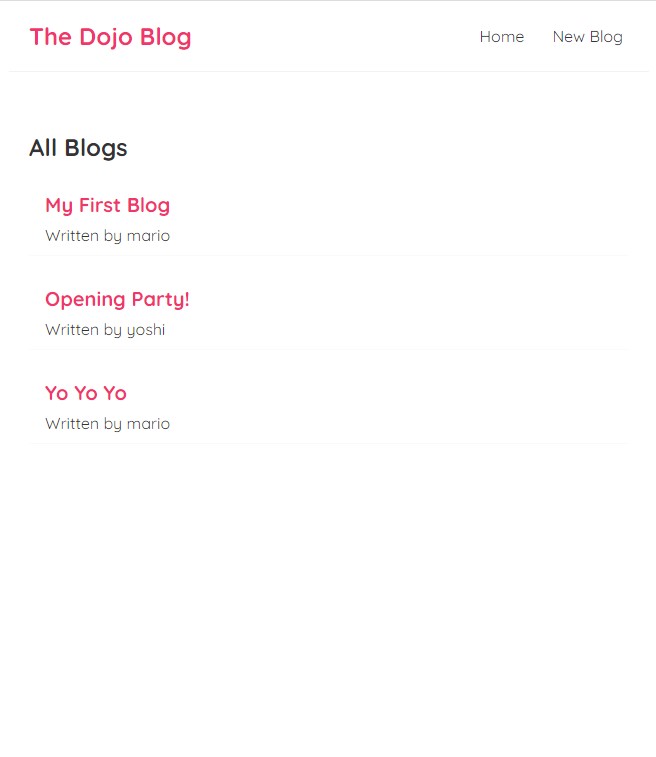 The Dojo Blog
Home New Blog
All Blogs
My First Blog
Written by mario
Opening Party!
Written by yoshi
Yo Yo Yo
Written by mario